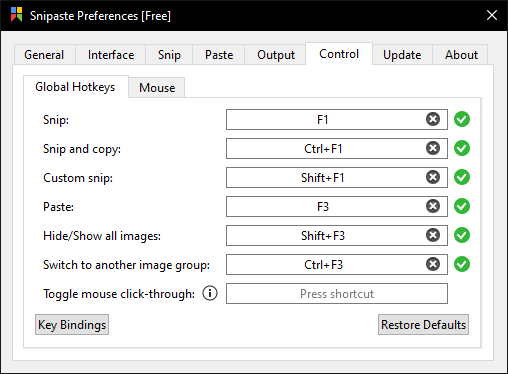 Snipaste Preferences [Free]
General Interface Snip Paste Output Control Update About
Global Hotkeys Mouse
Snip: F1
Snip and copy: Ctrl+F1
Custom snip: Shift+F1
Paste: F3
Hide/Show all images: Shift+F3
Switch to another image group: Ctrl+F3
Toggle mouse click-through: Press shortcut
Key Bindings Restore Defaults